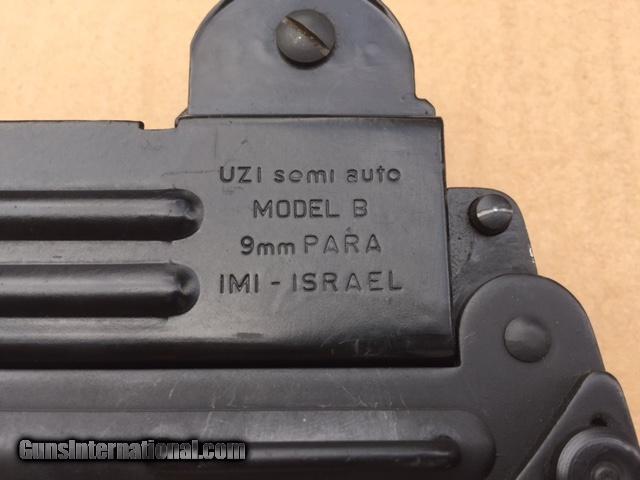 UZI semi auto
MODEL B
9mm PARA
IMI - ISRAEL
GunsInternational.com